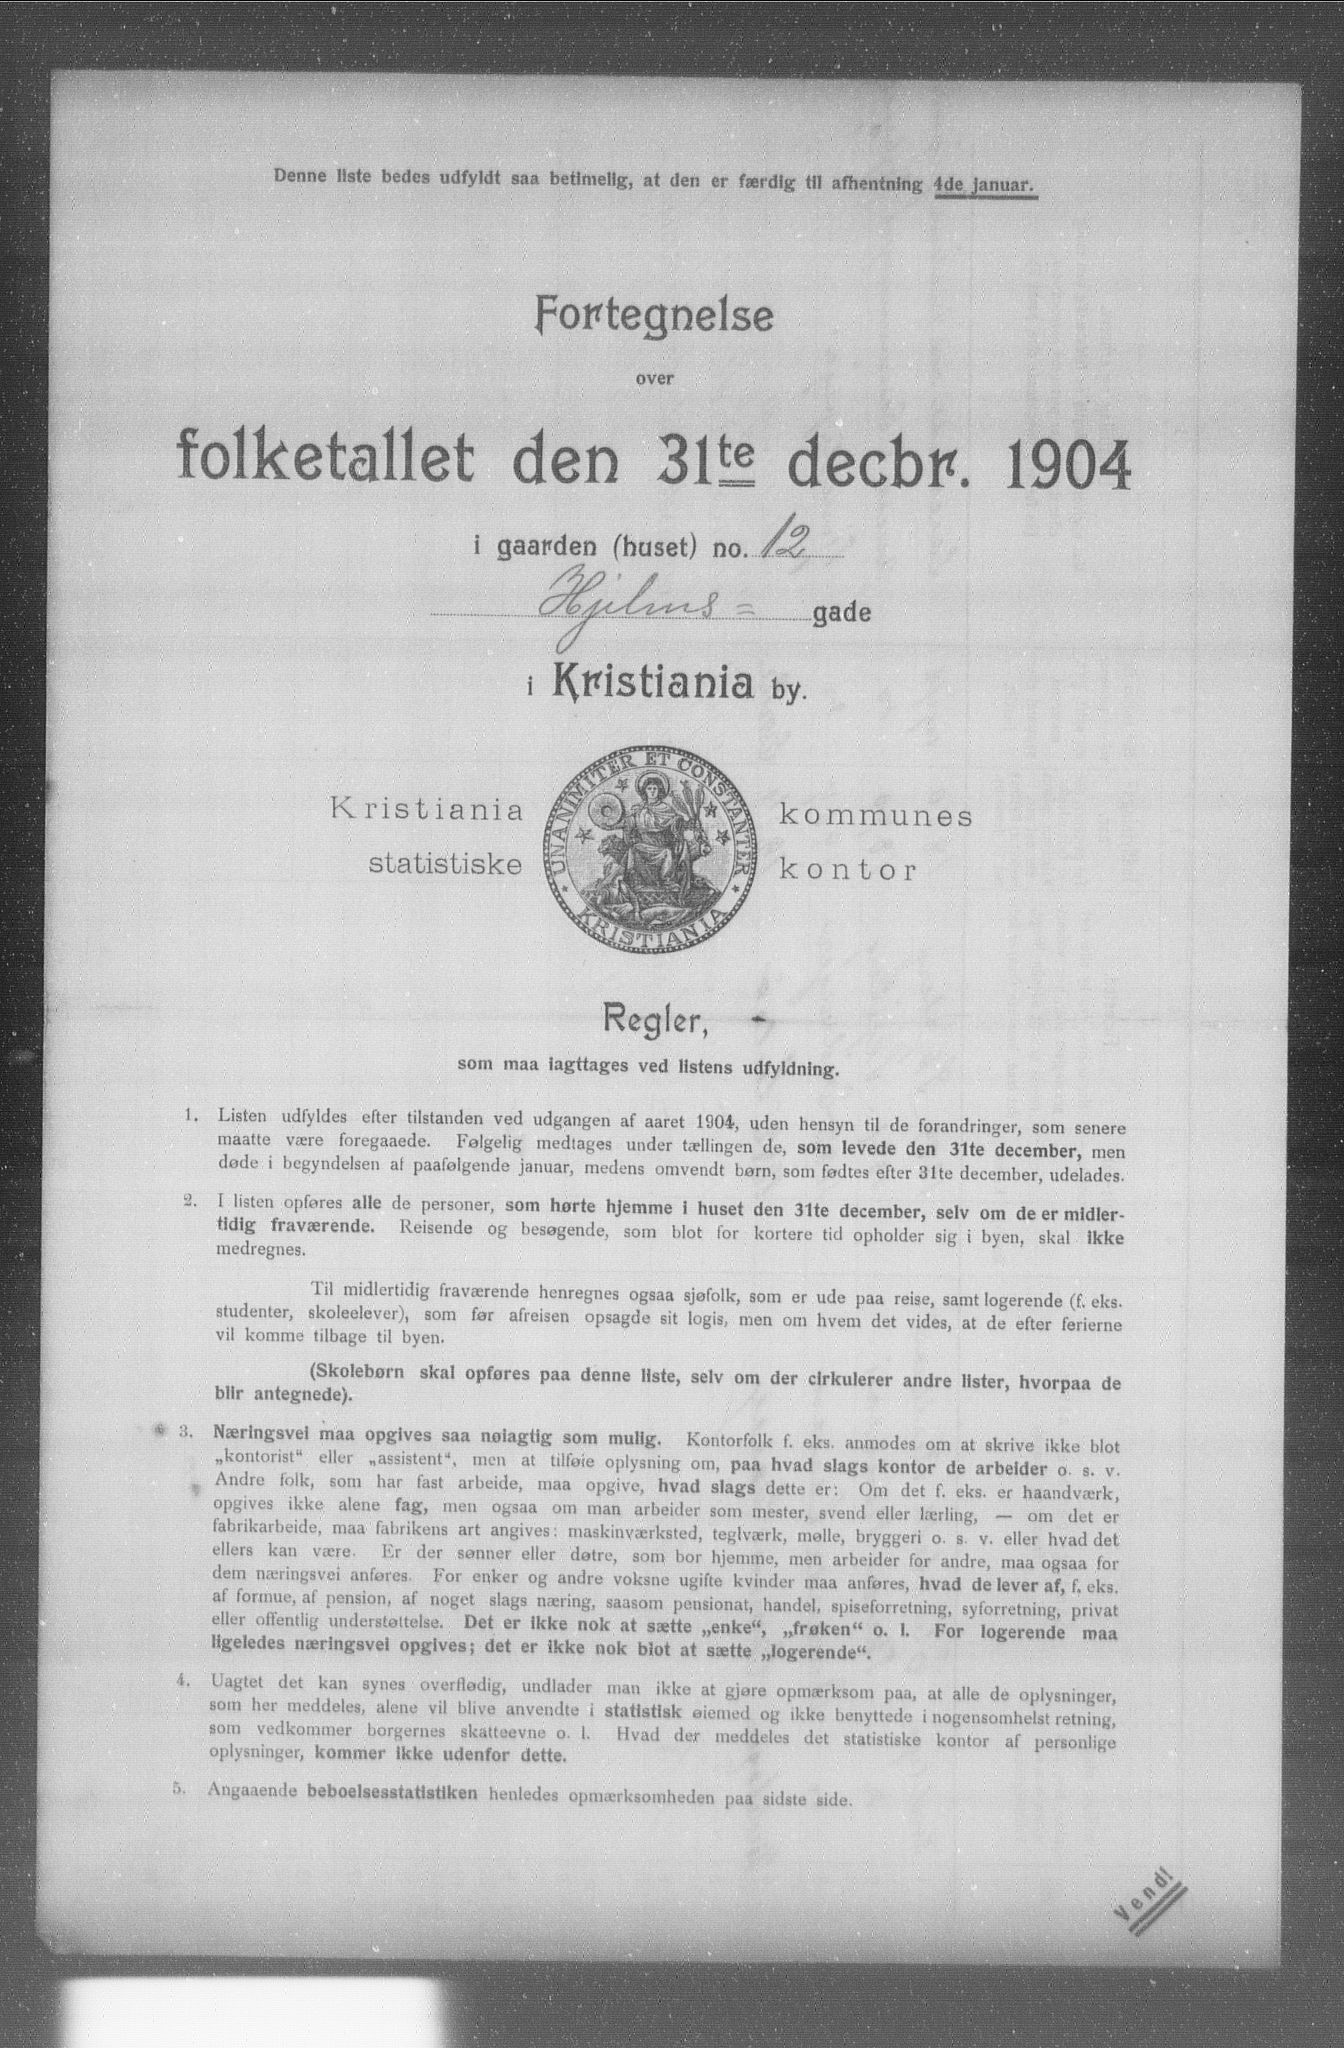 Denne liste bedes udfyldt saa betimelig, at den er færdig til afhentning 4de januar.
Fortegnelse
over
folketallet den 31te decbr. 1904
i gaarden (huset) no. 12
Hjelms= gade
i Kristiania by.
UNANIMITER ET CONSTANTER
Kristiania kommunes
statistiske kontor
KRISTIANIA
Regler,
som maa iagttages ved listens udfyldning.
1. Listen udfyldes efter tilstanden ved udgangen af aaret 1904, uden hensyn til de forandringer, som senere
maatte være foregaaede. Følgelig medtages under tællingen de, som levede den 31te december, men
døde i begyndelsen af paafølgende januar, medens omvendt børn, som fødtes efter 31te december, udelades.
2. I listen opføres alle de personer, som hørte hjemme i huset den 31te december, selv om de er midler-
tidig fraværende. Reisende og besøgende, som blot for kortere tid opholder sig i byen, skal ikke
medregnes.
Til midlertidig fraværende henregnes ogsaa sjøfolk, som er ude paa reise, samt logerende (f. eks.
studenter, skoleelever), som før afreisen opsagde sit logis, men om hvem det vides, at de efter ferierne
vil komme tilbage til byen.
(Skolebørn skal opføres paa denne liste, selv om der cirkulerer andre lister, hvorpaa de
blir antegnede).
3. Næringsvei maa opgives saa nøiagtig som mulig. Kontorfolk f. eks. anmodes om at skrive ikke blot
„kontorist“ eller „assistent“, men at tilføie oplysning om, paa hvad slags kontor de arbeider o. s. v.
Andre folk, som har fast arbeide, maa opgive, hvad slags dette er: Om det f. eks. er haandværk,
opgives ikke alene fag, men ogsaa om man arbeider som mester, svend eller lærling, — om det er
fabrikarbeide, maa fabrikens art angives: maskinværksted, teglværk, mølle, bryggeri o. s. v. eller hvad det
ellers kan være. Er der sønner eller døtre, som bor hjemme, men arbeider for andre, maa ogsaa for
dem næringsvei anføres. For enker og andre voksne ugifte kvinder maa anføres, hvad de lever af, f. eks.
af formue, af pension, af noget slags næring, saasom pensionat, handel, spiseforretning, syforretning, privat
eller offentlig understøttelse. Det er ikke nok at sætte „enke“, „frøken“ o. l. For logerende maa
ligeledes næringsvei opgives; det er ikke nok blot at sætte „logerende“.
4. Uagtet det kan synes overflødig, undlader man ikke at gjøre opmærksom paa, at alle de oplysninger,
som her meddeles, alene vil blive anvendte i statistisk øiemed og ikke benyttede i nogensomhelst retning,
som vedkommer borgernes skatteevne o. l. Hvad der meddeles det statistiske kontor af personlige
oplysninger, kommer ikke udenfor dette.
5. Angaaende beboelsesstatistiken henledes opmærksomheden paa sidste side.
Vend!